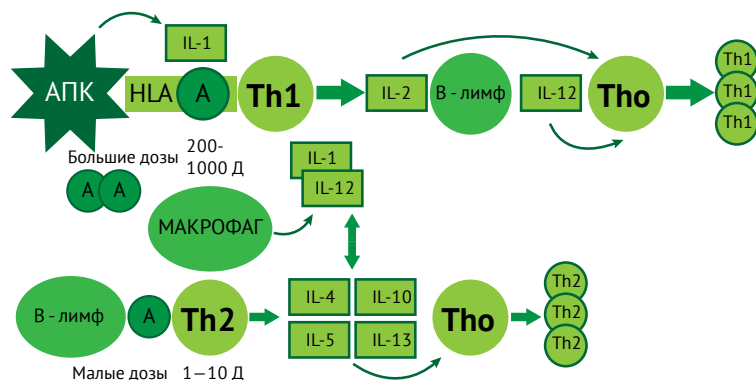 IL-1
АПК
HLA
А
Th1
IL-2
В - лимф
IL-12
Tho
Th1
Th1
Th1
Большие дозы
200-
1000 Д
А
А
IL-1
IL-12
МАКРОФАГ
В - лимф
А
Th2
IL-4
IL-10
IL-5
IL-13
Tho
Th2
Th2
Th2
Малые дозы
1—10 Д